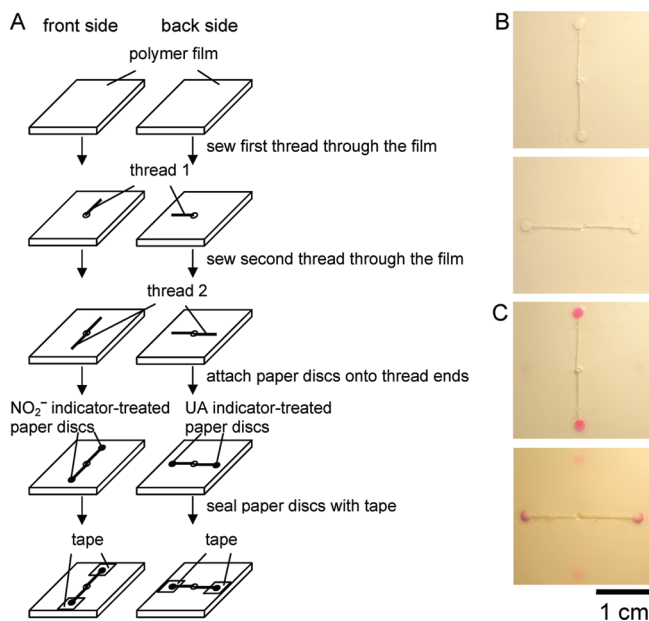 A
front side
back side
polymer film
sew first thread through the film
thread 1
sew second thread through the film
thread 2
attach paper discs onto thread ends
NO₂⁻ indicator-treated
paper discs
UA indicator-treated
paper discs
seal paper discs with tape
tape
tape
B
C
1 cm